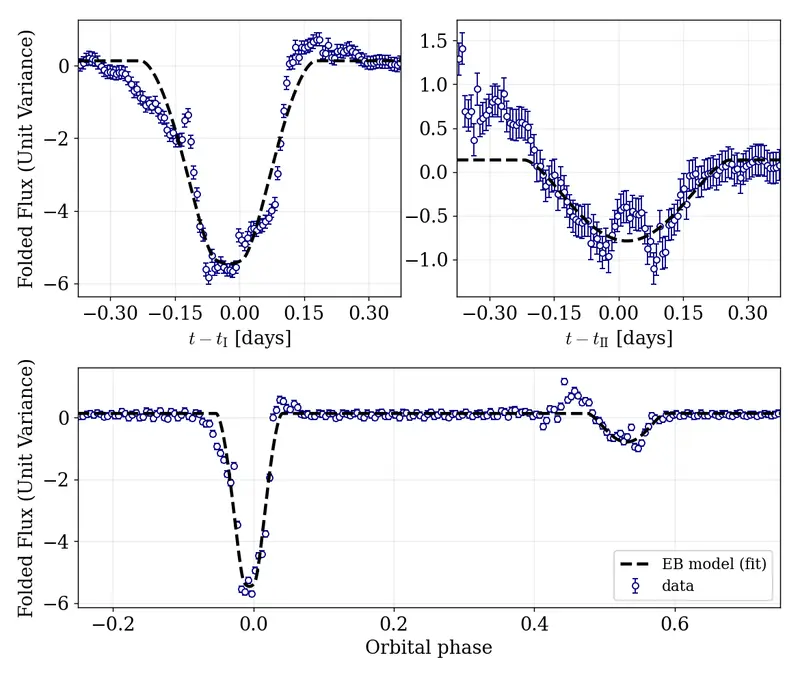 Folded Flux (Unit Variance)
0
−2
−4
−6
−0.30 −0.15 0.00 0.15 0.30
t − tI [days]
1.5
1.0
0.5
0.0
−0.5
−1.0
−0.30 −0.15 0.00 0.15 0.30
t − tII [days]
Folded Flux (Unit Variance)
0
−2
−4
−6
EB model (fit)
data
−0.2 0.0 0.2 0.4 0.6
Orbital phase